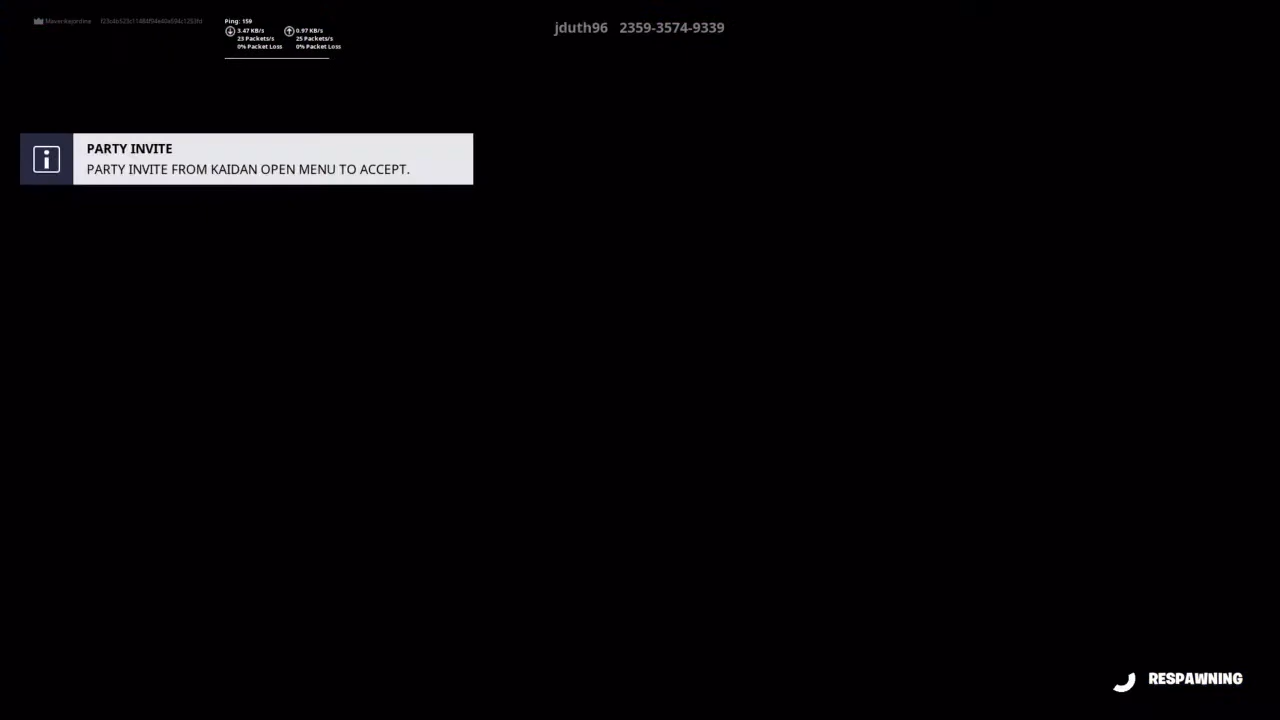 Ping: 159
3.47 KB/s
0.97 KB/s
23 Packets/s
25 Packets/s
0% Packet Loss
0% Packet Loss
jduth96 2359-3574-9339
PARTY INVITE
PARTY INVITE FROM KAIDAN OPEN MENU TO ACCEPT.
RESPAWNING